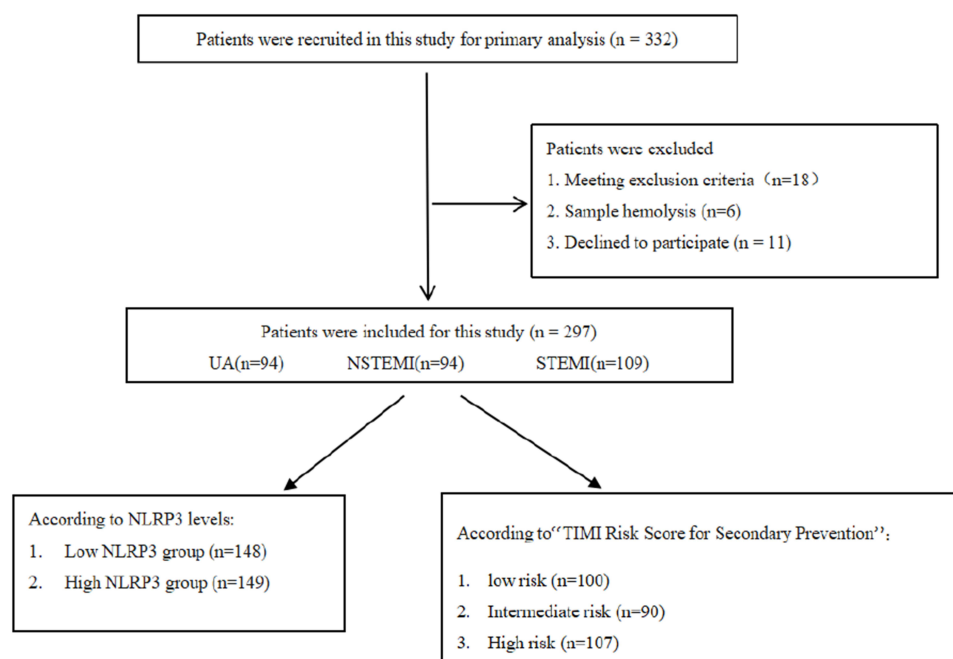 Patients were recruited in this study for primary analysis (n = 332)
Patients were excluded
1. Meeting exclusion criteria（n=18）
2. Sample hemolysis (n=6)
3. Declined to participate (n = 11)
Patients were included for this study (n = 297)
UA(n=94) NSTEMI(n=94) STEMI(n=109)
According to NLRP3 levels:
1. Low NLRP3 group (n=148)
2. High NLRP3 group (n=149)
According to“TIMI Risk Score for Secondary Prevention”:
1. low risk (n=100)
2. Intermediate risk (n=90)
3. High risk (n=107)